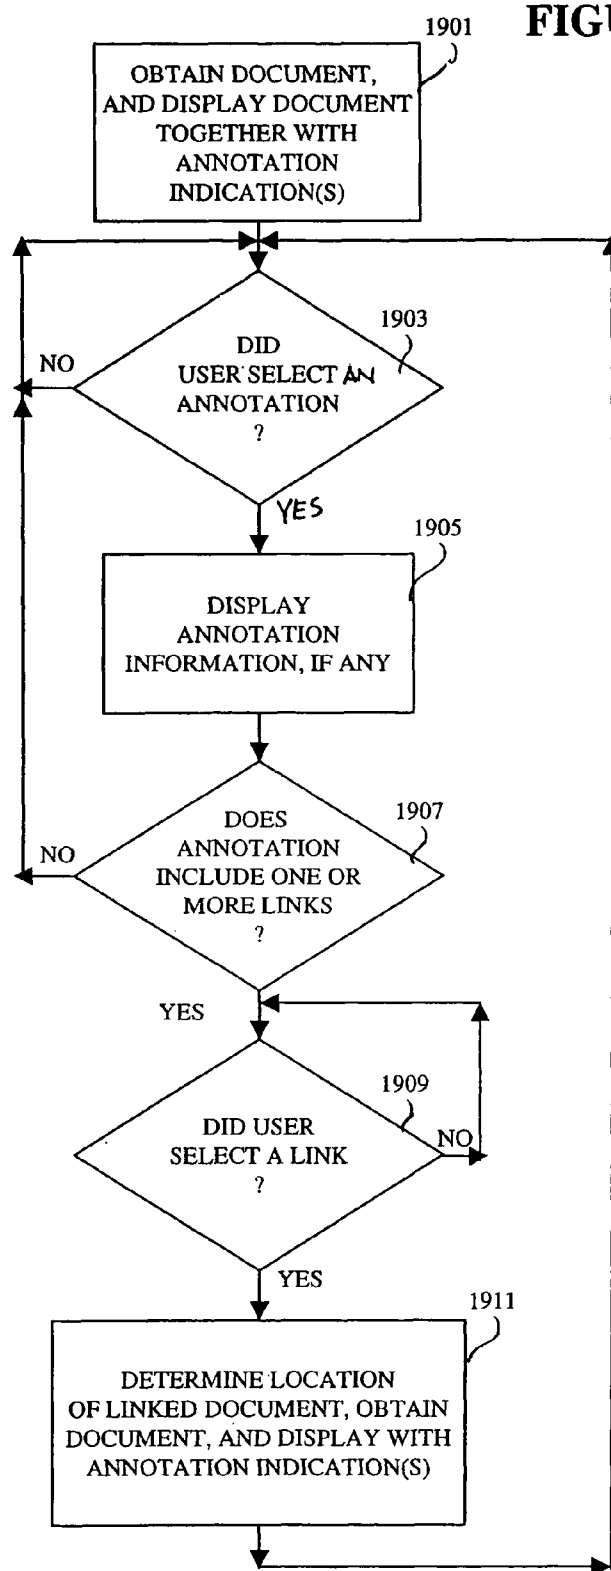 FIGU
1901
OBTAIN DOCUMENT,
AND DISPLAY DOCUMENT
TOGETHER WITH
ANNOTATION
INDICATION(S)
1903
NO
DID
USER SELECT AN
ANNOTATION
?
YES
1905
DISPLAY
ANNOTATION
INFORMATION, IF ANY
1907
NO
DOES
ANNOTATION
INCLUDE ONE OR
MORE LINKS
?
YES
1909
DID USER
SELECT A LINK
?
NO
YES
1911
DETERMINE LOCATION
OF LINKED DOCUMENT, OBTAIN
DOCUMENT, AND DISPLAY WITH
ANNOTATION INDICATION(S)